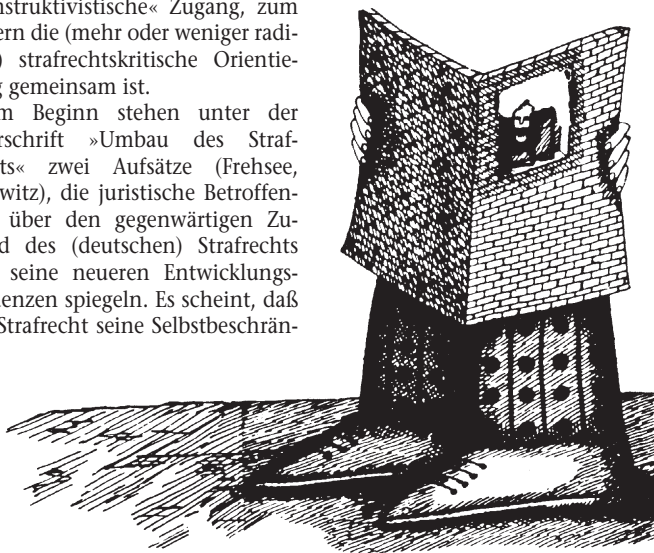 nstruktivistische« Zugang, zum
ern die (mehr oder weniger radi-
) strafrechtskritische Orientie-
g gemeinsam ist.
m Beginn stehen unter der
rschrift »Umbau des Straf-
ts« zwei Aufsätze (Frehsee,
witz), die juristische Betroffen-
über den gegenwärtigen Zu-
d des (deutschen) Strafrechts
seine neueren Entwicklungs-
enzen spiegeln. Es scheint, daß
Strafrecht seine Selbstbeschrän-